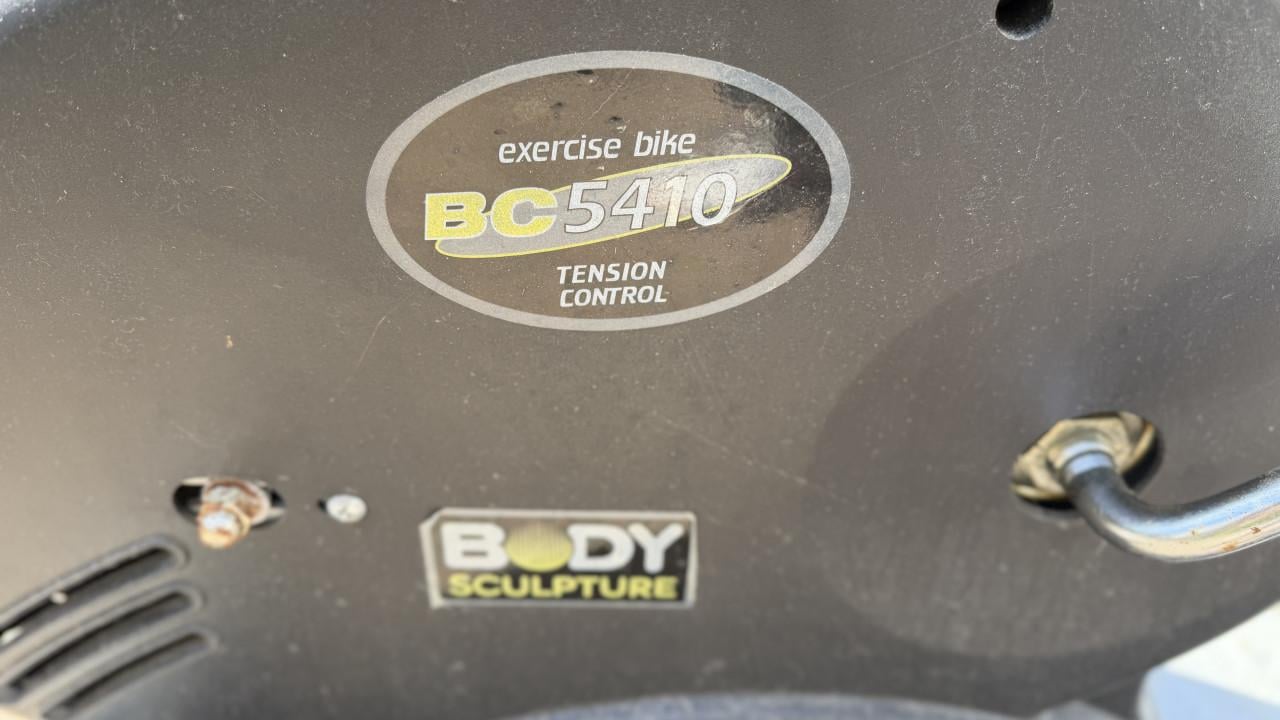 exercise bike
BC5410
TENSION
CONTROL
BODY
SCULPTURE